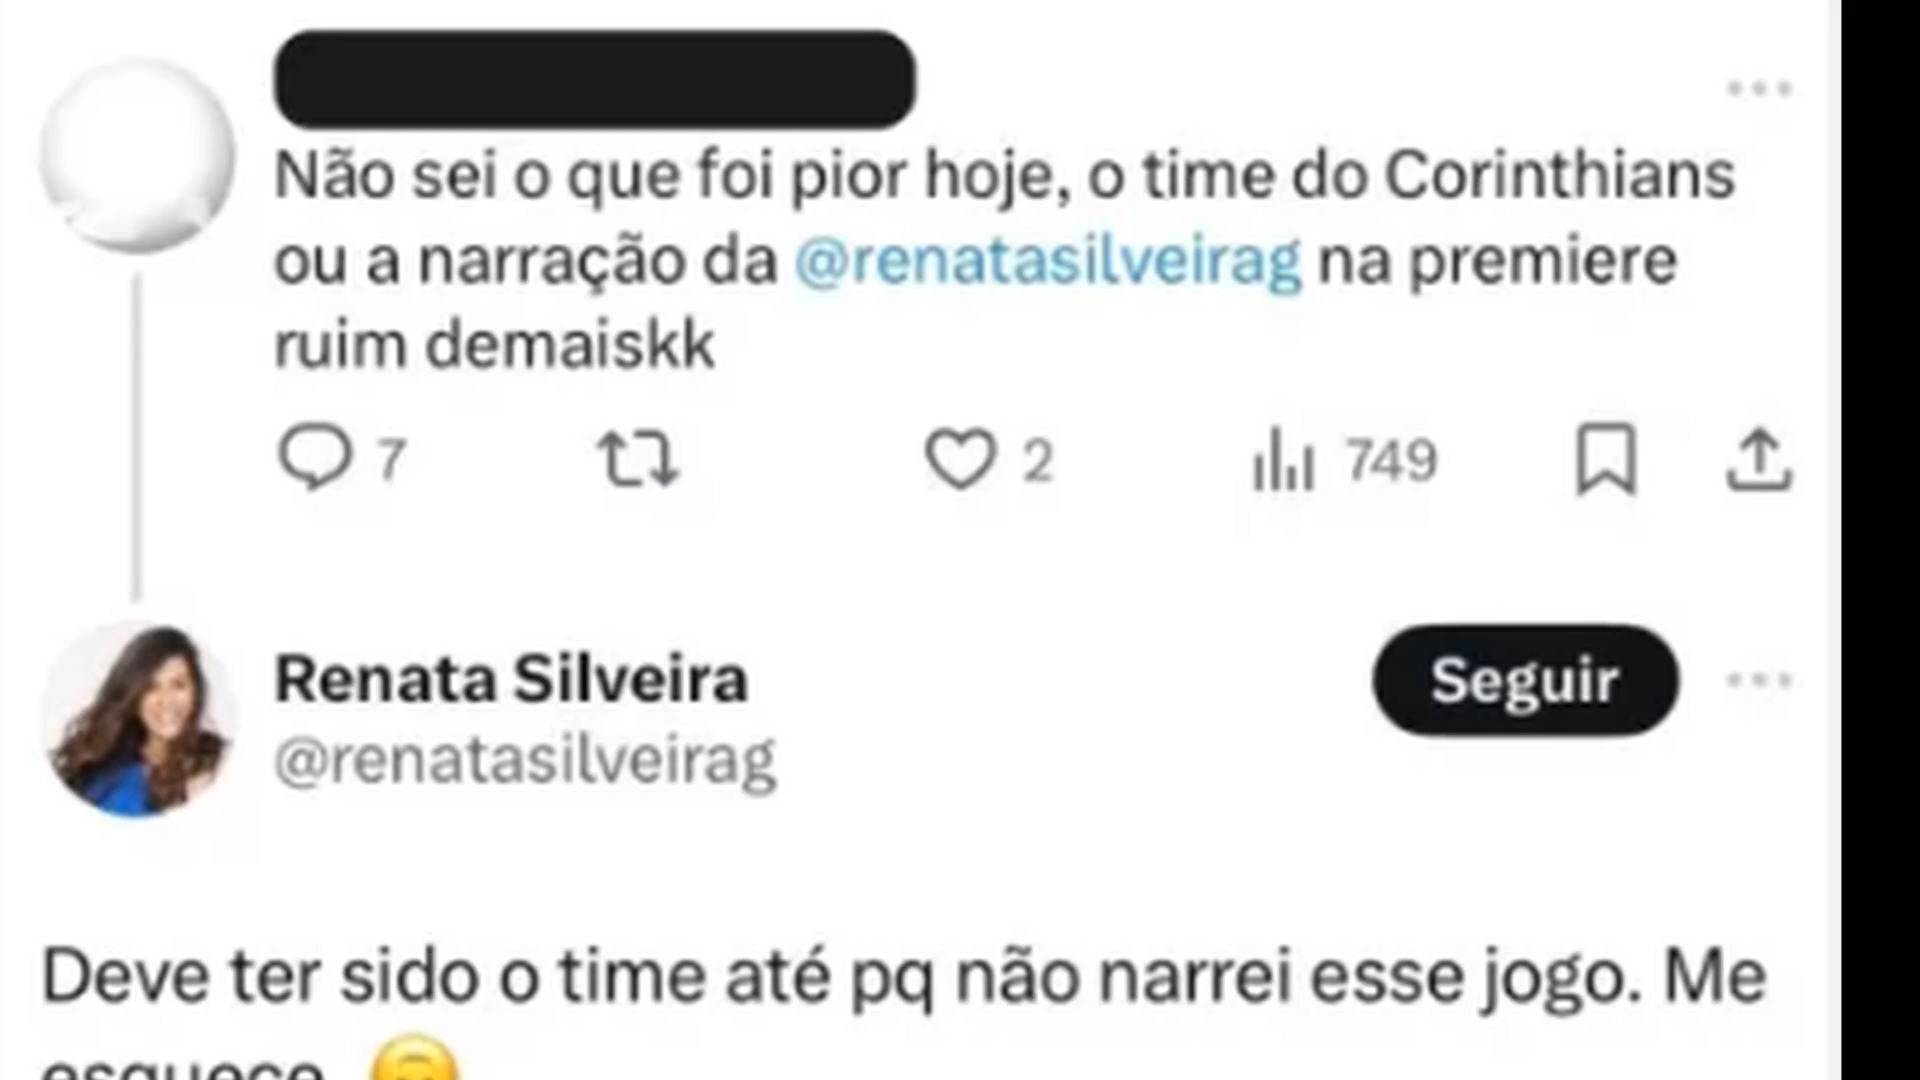 Não sei o que foi pior hoje, o time do Corinthians
ou a narração da @renatasilveirag na premiere
ruim demaiskk
7
2
749
Renata Silveira
Seguir
@renatasilveirag
Deve ter sido o time até pq não narrei esse jogo. Me
esquece.